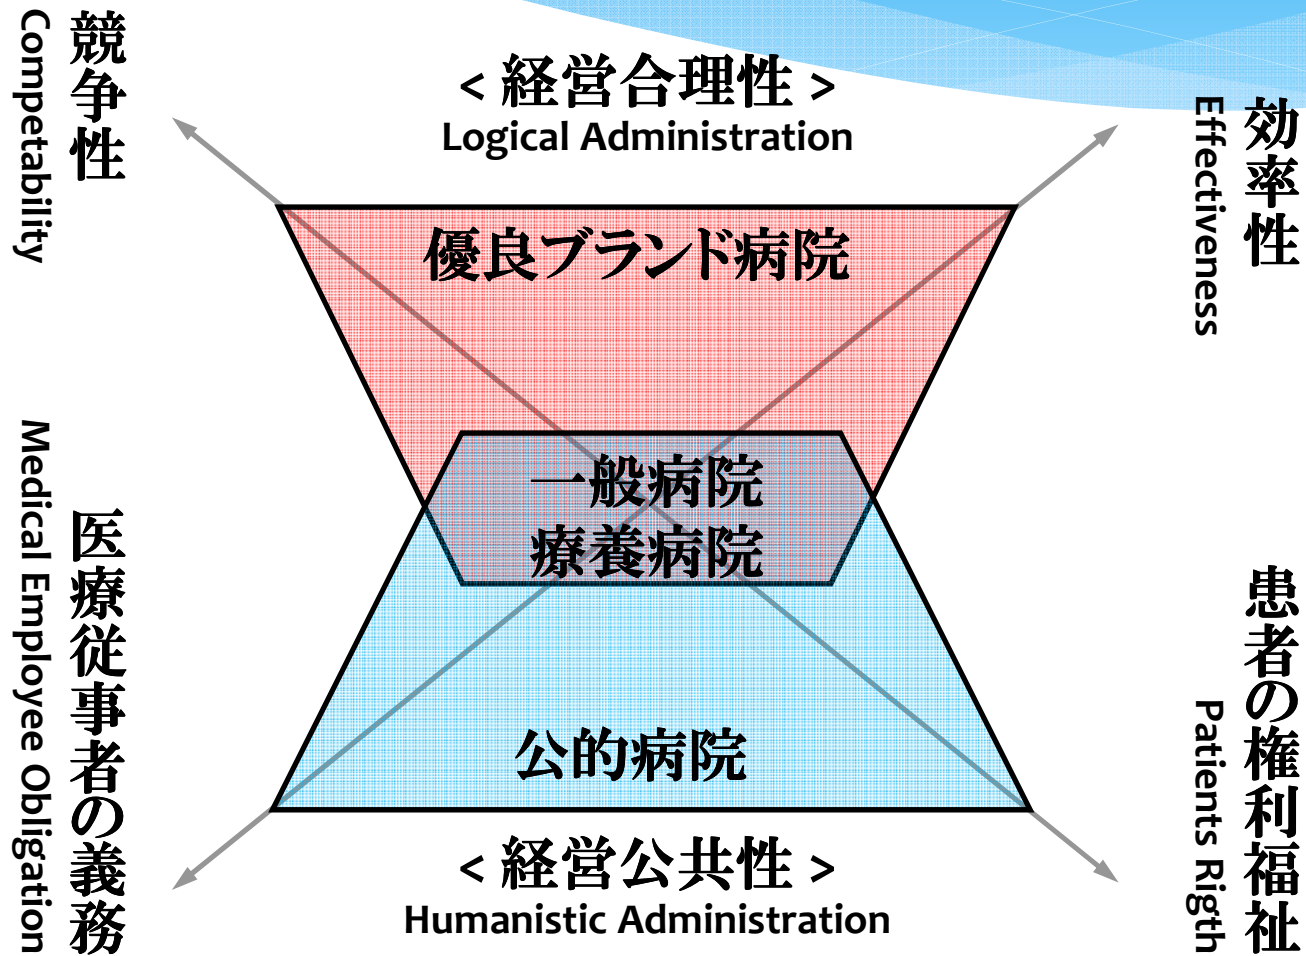 競争性
Competability
<経営合理性>
Logical Administration
効率性
Effectiveness
優良ブランド病院
一般病院
療養病院
公的病院
医療従事者の義務
Medical Employee Obligation
患者の権利福祉
Patients Rigth
<経営公共性>
Humanistic Administration